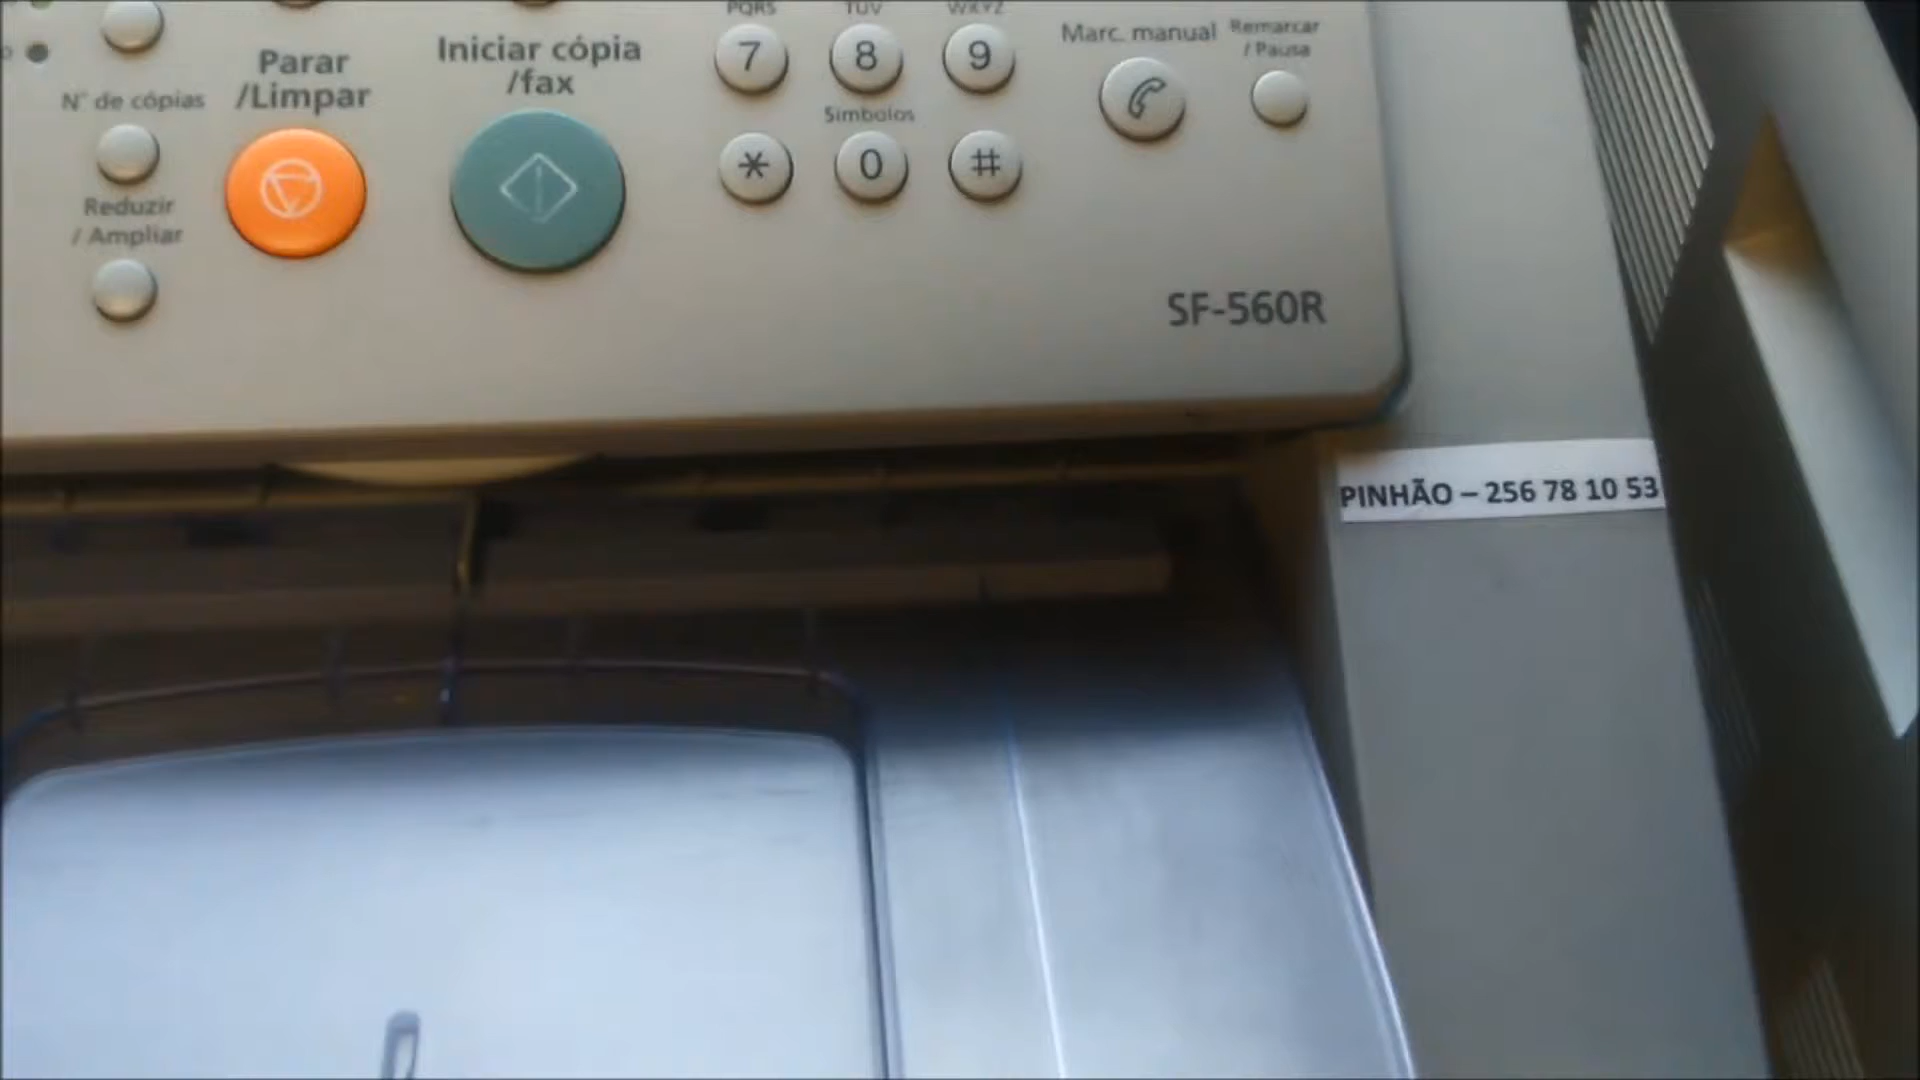 PQRS TUV WXYZ
7 8 9
Marc. manual
Remarcar
/ Pausa
Iniciar cópia
/fax
Parar
/Limpar
N° de cópias
Símbolos
* 0 #
Reduzir
/ Ampliar
SF-560R
PINHÃO – 256 78 10 53